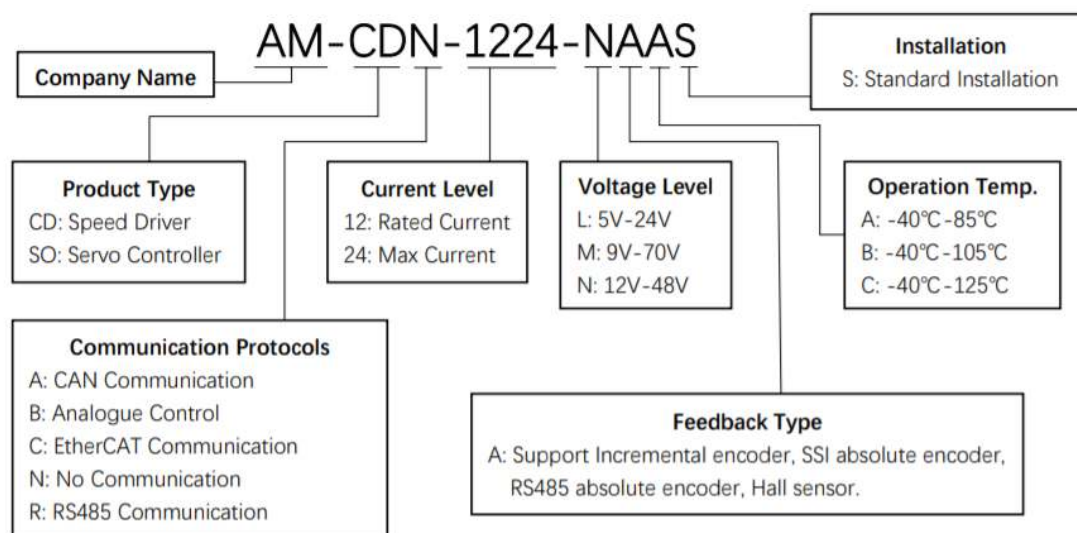 AM-CDN-1224-NAAS
Company Name
Installation
S: Standard Installation
Product Type
CD: Speed Driver
SO: Servo Controller
Current Level
12: Rated Current
24: Max Current
Voltage Level
L: 5V-24V
M: 9V-70V
N: 12V-48V
Operation Temp.
A: -40℃-85℃
B: -40℃-105℃
C: -40℃-125℃
Communication Protocols
A: CAN Communication
B: Analogue Control
C: EtherCAT Communication
N: No Communication
R: RS485 Communication
Feedback Type
A: Support Incremental encoder, SSI absolute encoder,
RS485 absolute encoder, Hall sensor.